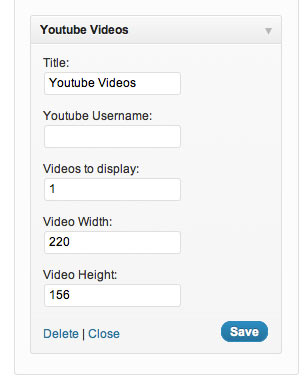 Youtube Videos
Title:
Youtube Videos
Youtube Username:
Videos to display:
1
Video Width:
220
Video Height:
156
Delete | Close
Save